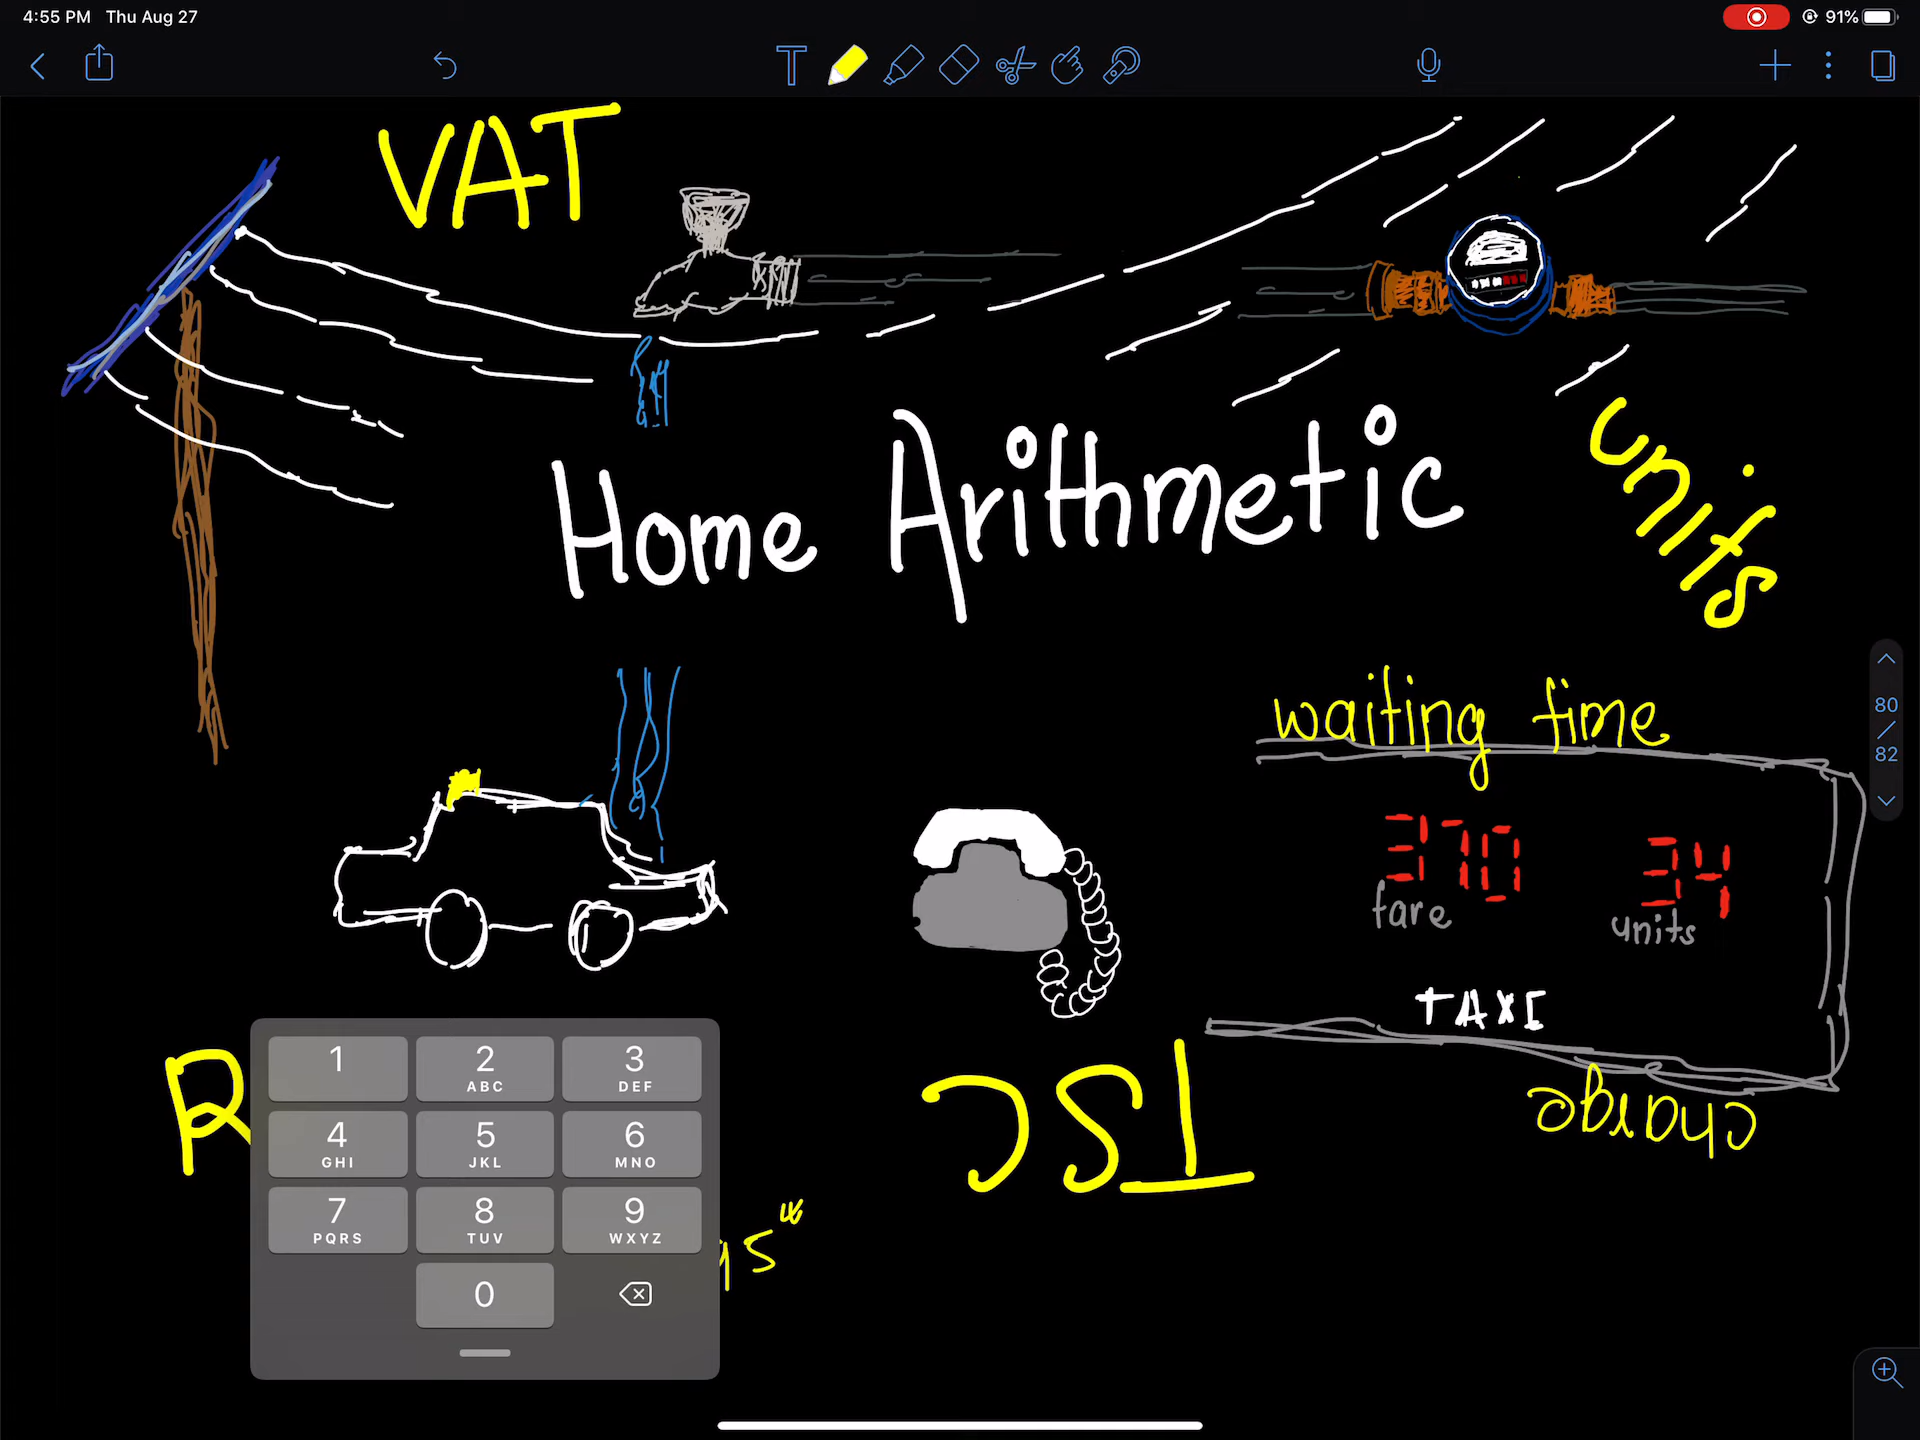 4:55 PM Thu Aug 27
91%
VAT
Home Arithmetic
units
waiting time
370
34
fare
units
TAXI
charge
TSC
80
82
1
2
ABC
3
DEF
4
GHI
5
JKL
6
MNO
7
PQRS
8
TUV
9
WXYZ
0